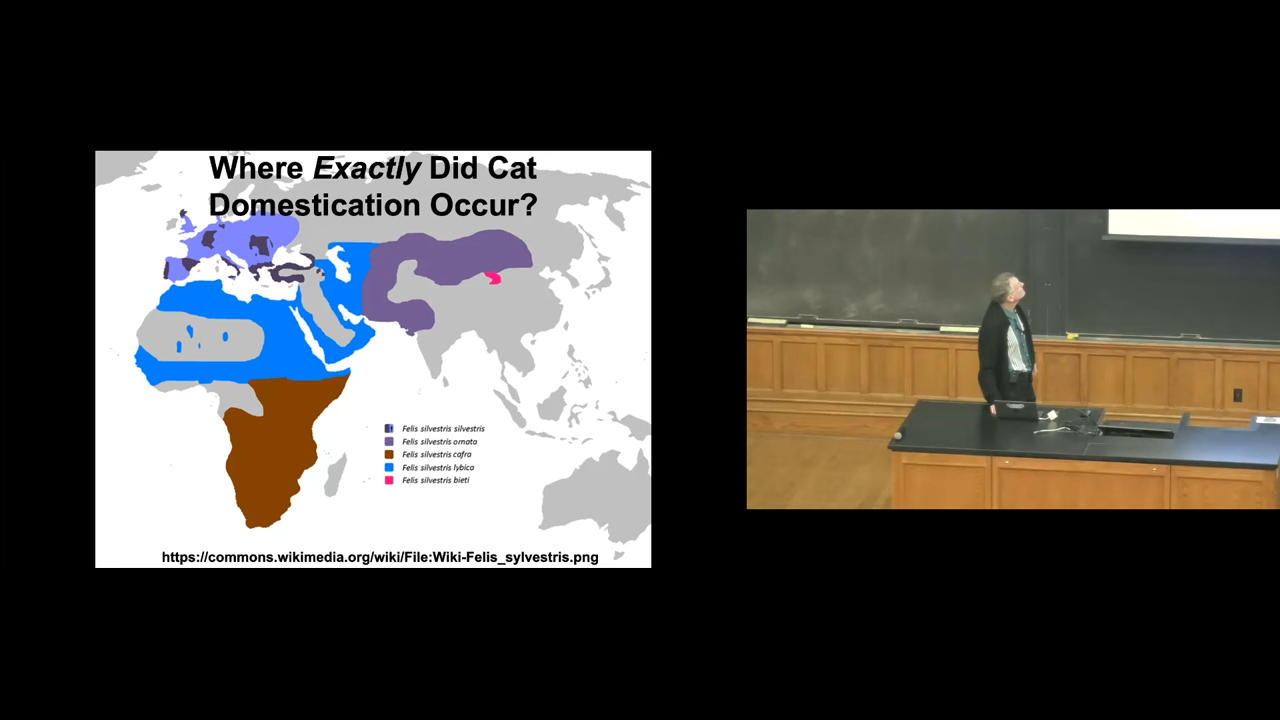 Where Exactly Did Cat
Domestication Occur?
Felis silvestris silvestris
Felis silvestris ornata
Felis silvestris cafra
Felis silvestris lybica
Felis silvestris bieti
https://commons.wikimedia.org/wiki/File:Wiki-Felis_sylvestris.png